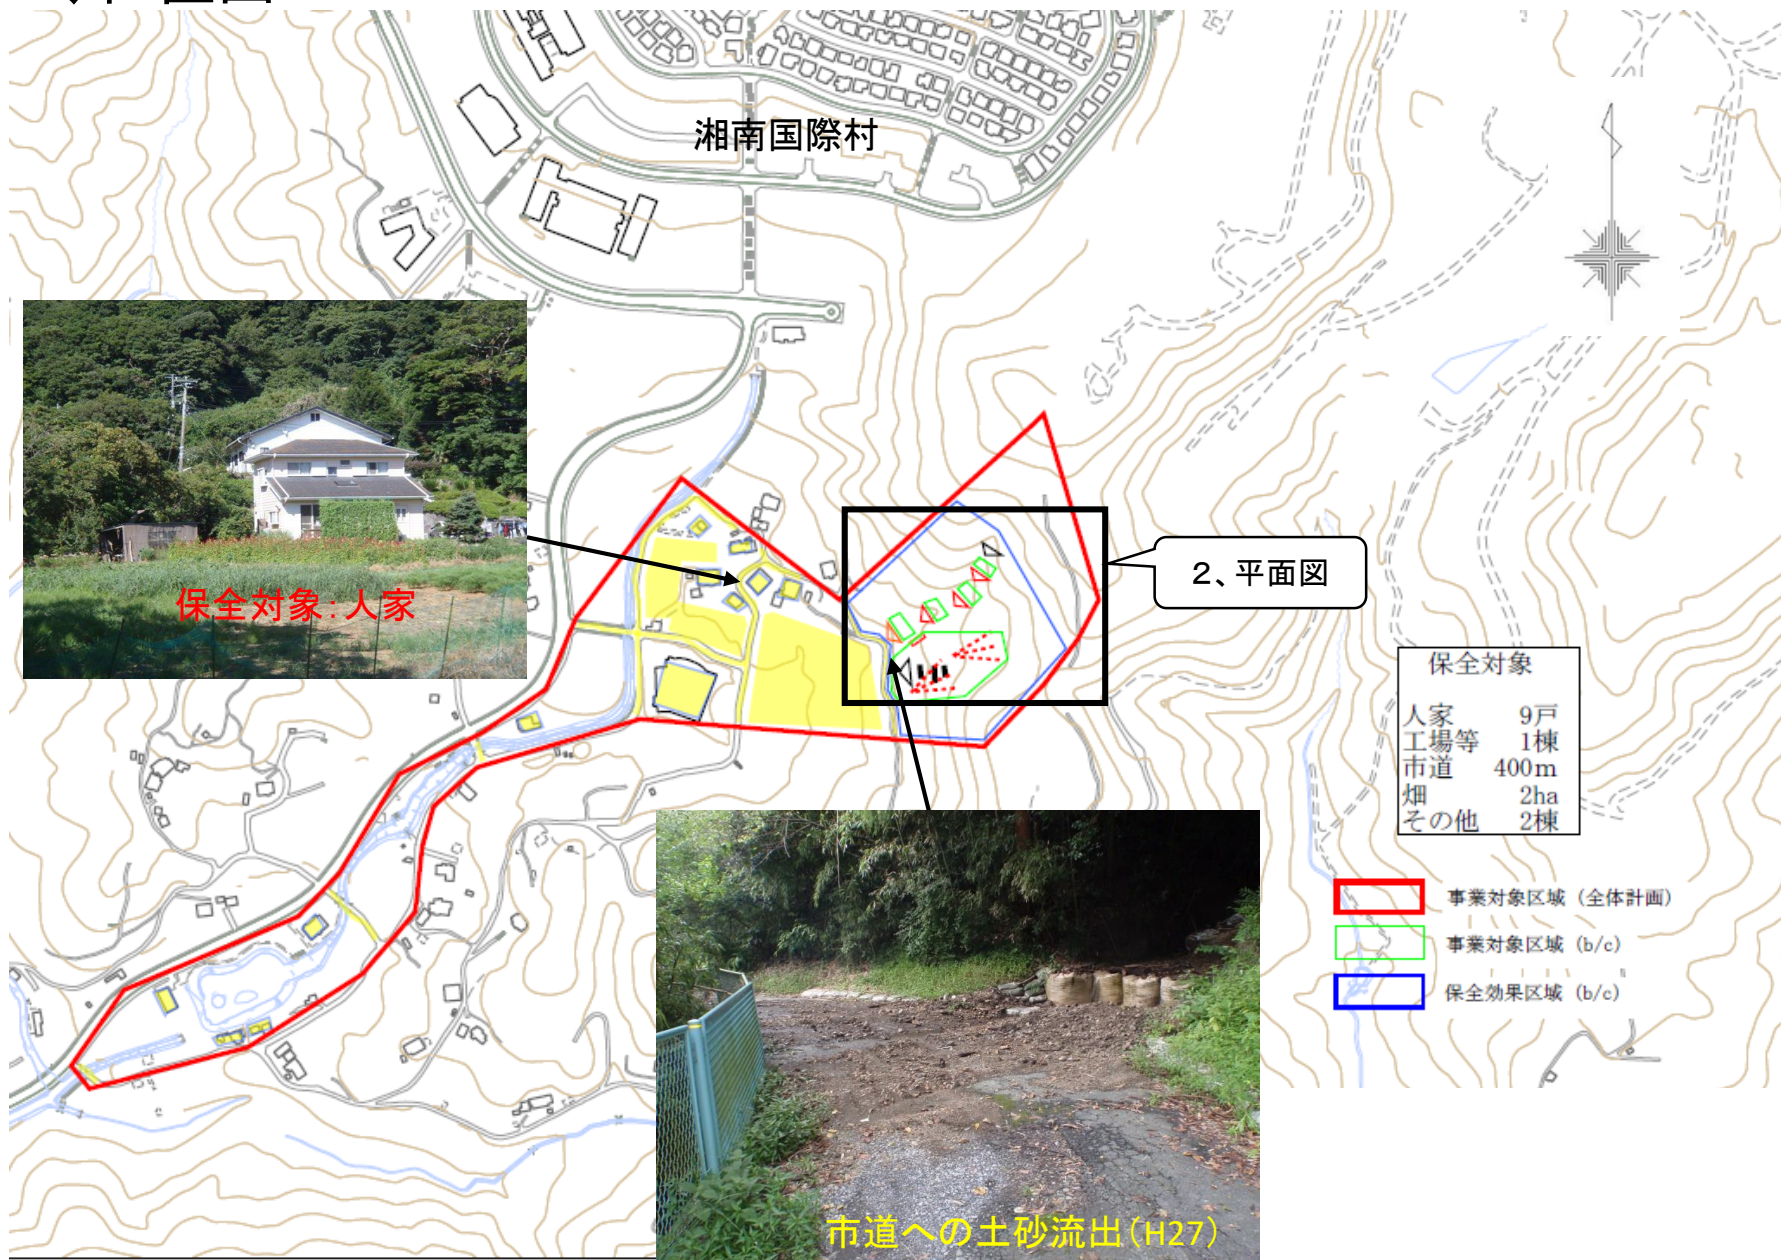 湘南国際村
保全対象：人家
２、平面図
保全対象
人家 9戸
工場等 1棟
市道 400m
畑 2ha
その他 2棟
事業対象区域（全体計画）
事業対象区域（b/c）
保全効果区域（b/c）
市道への土砂流出（H27）